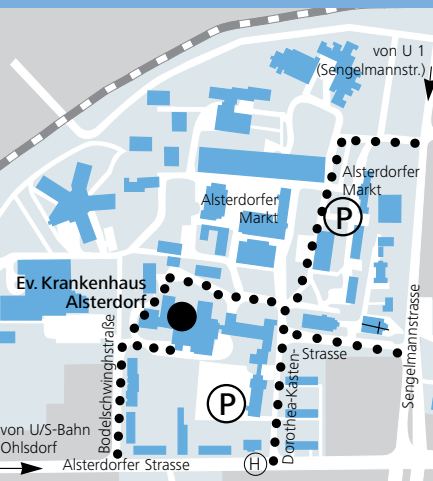 von U 1
(Sengelmannstr.)
Alsterdorfer
Markt
P
Alsterdorfer
Markt
Ev. Krankenhaus
Alsterdorf
Bodelschwinghstraße
Dorothea-Kasten-
Strasse
Sengelmannstrasse
P
von U/S-Bahn
Ohlsdorf
Alsterdorfer Strasse
H